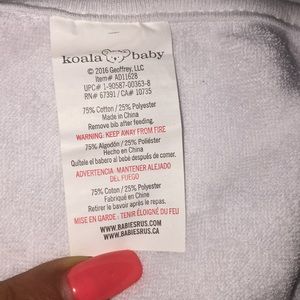 koala baby
© 2016 Geoffrey, LLC
Item# AD11628
UPC# 1-90587-00363-8
RN# 67391 / CA# 10735
75% Cotton / 25% Polyester
Made in China
Remove bib after feeding.
WARNING: KEEP AWAY FROM FIRE
75% Algodón / 25% Poliéster
Hecho en China
Quítele el babero al bebé después de comer.
ADVERTENCIA - MANTENER ALEJADO
DEL FUEGO
75% Coton / 25% Polyester
Fabriqué en Chine
Retirer le bavoir après le repas.
MISE EN GARDE - TENIR ÉLOIGNÉ DU FEU
WWW.BABIESRUS.COM
WWW.BABIESRUS.CA